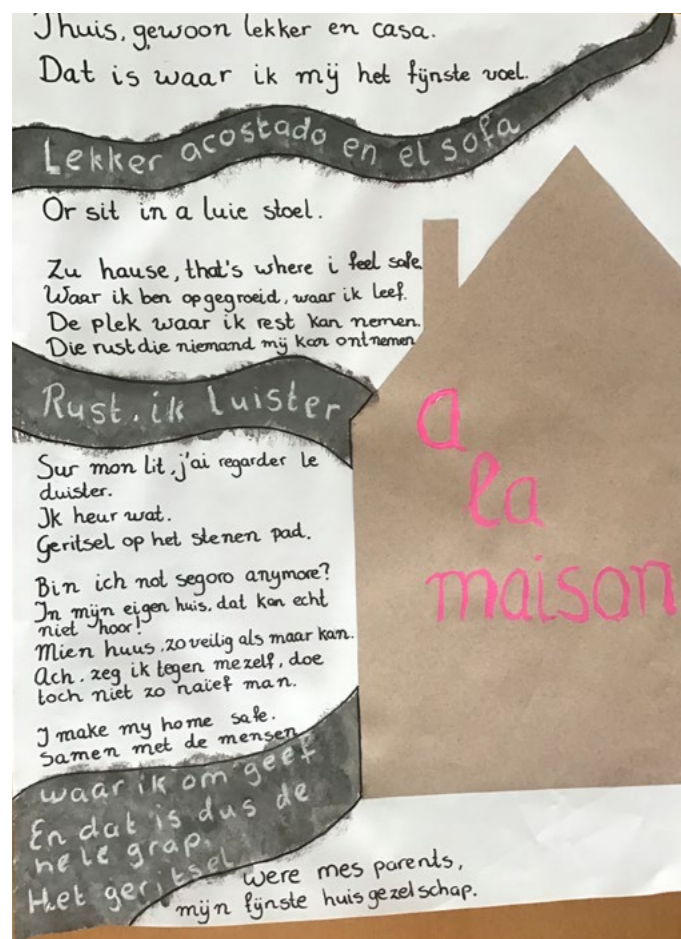 Thuis, gewoon lekker en casa.
Dat is waar ik mij het fijnste voel.
Lekker acostado en el sofa
Or sit in a luie stoel.
Zu hause, that's where i feel safe
Waar ik ben opgegroeid, waar ik leef.
De plek waar ik rest kan nemen.
Die rust die niemand mij kan ontnemen
Rust, ik luister
Sur mon lit, j'ai regarder le
duister.
Ik heur wat.
Geritsel op het stenen pad.
Bin ich not segoro anymore?
In mijn eigen huis, dat kan echt
niet hoor!
Mien huus, zo veilig als maar kan.
Ach, zeg ik tegen mezelf, doe
toch niet zo naïef man.
I make my home safe.
Samen met de mensen
waar ik om geef
En dat is dus de
hele grap.
Het geritsel
were mes parents,
mijn fijnste huisgezelschap.
a
la
maison